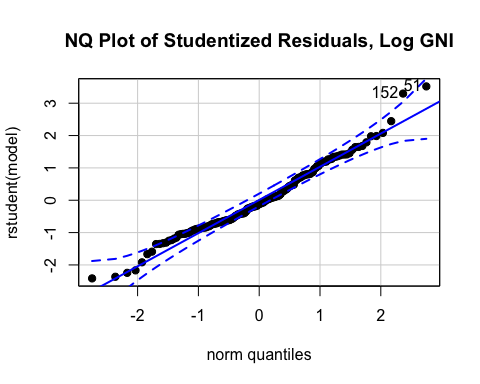 NQ Plot of Studentized Residuals, Log GNI
152
51
3
2
1
0
-1
-2
rstudent(model)
-2 -1 0 1 2
norm quantiles